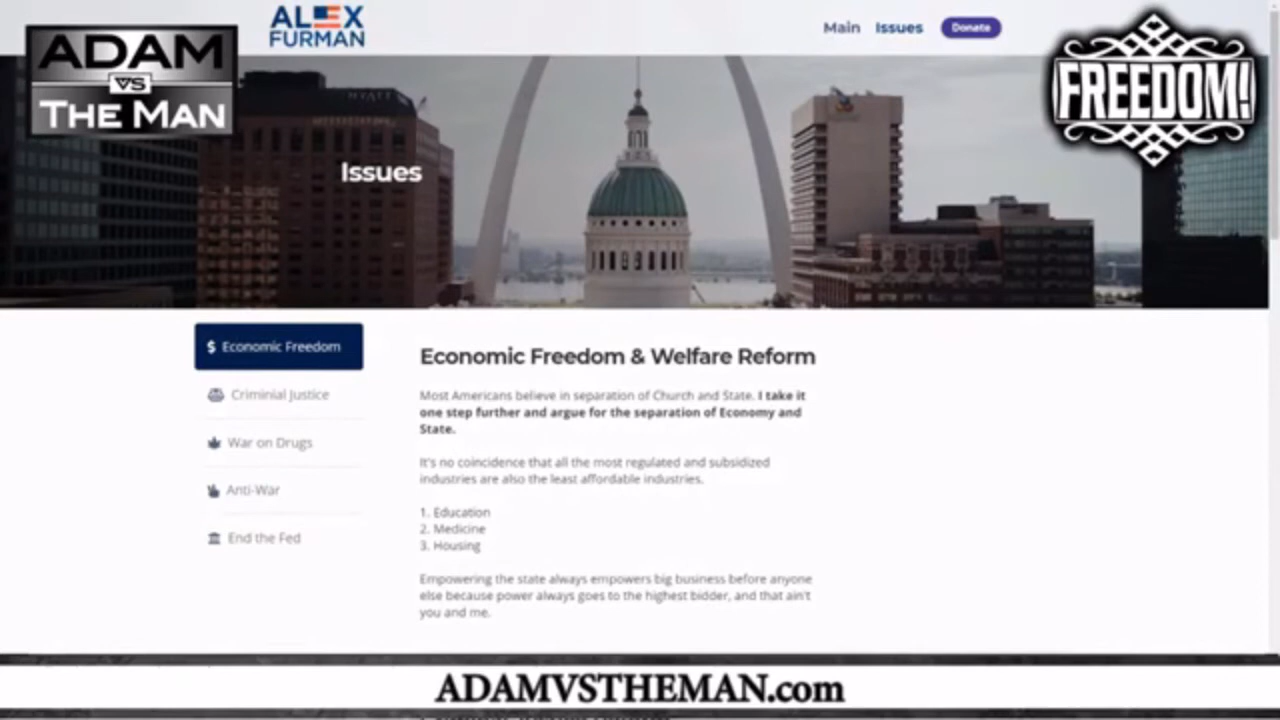 ALEX
FURMAN
Main Issues Donate
ADAM
VS
THE MAN
FREEDOM!
HYATT
Issues
$ Economic Freedom
Criminial Justice
War on Drugs
Anti-War
End the Fed
Economic Freedom & Welfare Reform
Most Americans believe in separation of Church and State. I take it
one step further and argue for the separation of Economy and
State.
It's no coincidence that all the most regulated and subsidized
industries are also the least affordable industries.
1. Education
2. Medicine
3. Housing
Empowering the state always empowers big business before anyone
else because power always goes to the highest bidder, and that ain't
you and me.
ADAMVSTHEMAN.com